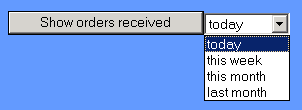 Show orders received today
today
this week
this month
last month